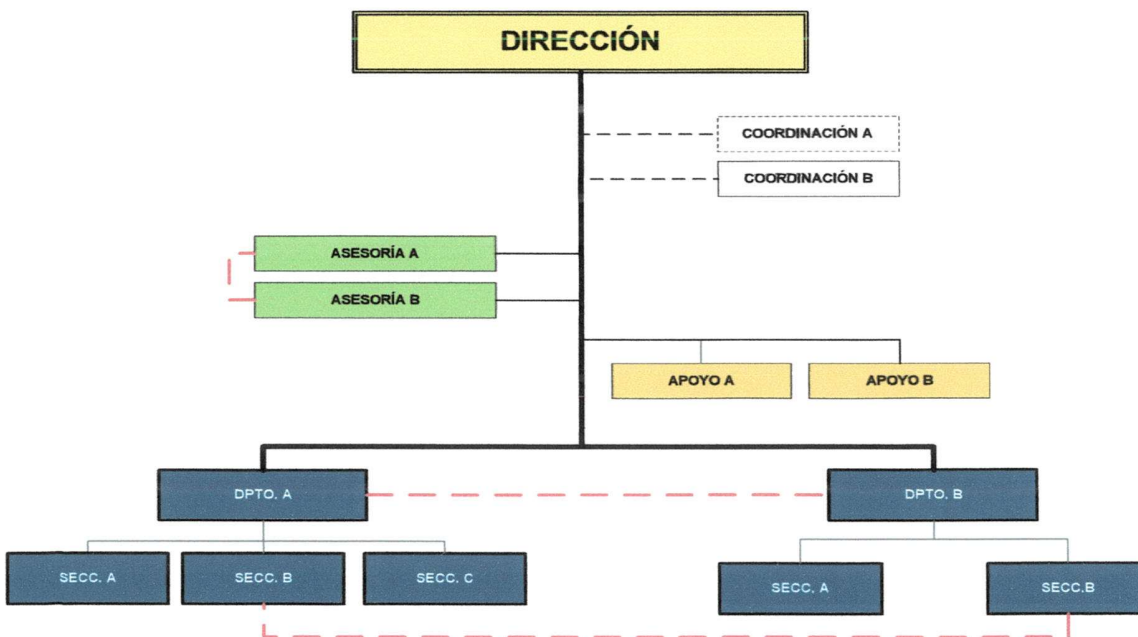 DIRECCIÓN
COORDINACIÓN A
COORDINACIÓN B
ASESORÍA A
ASESORÍA B
APOYO A
APOYO B
DPTO. A
DPTO. B
SECC. A
SECC. B
SECC. C
SECC. A
SECC.B